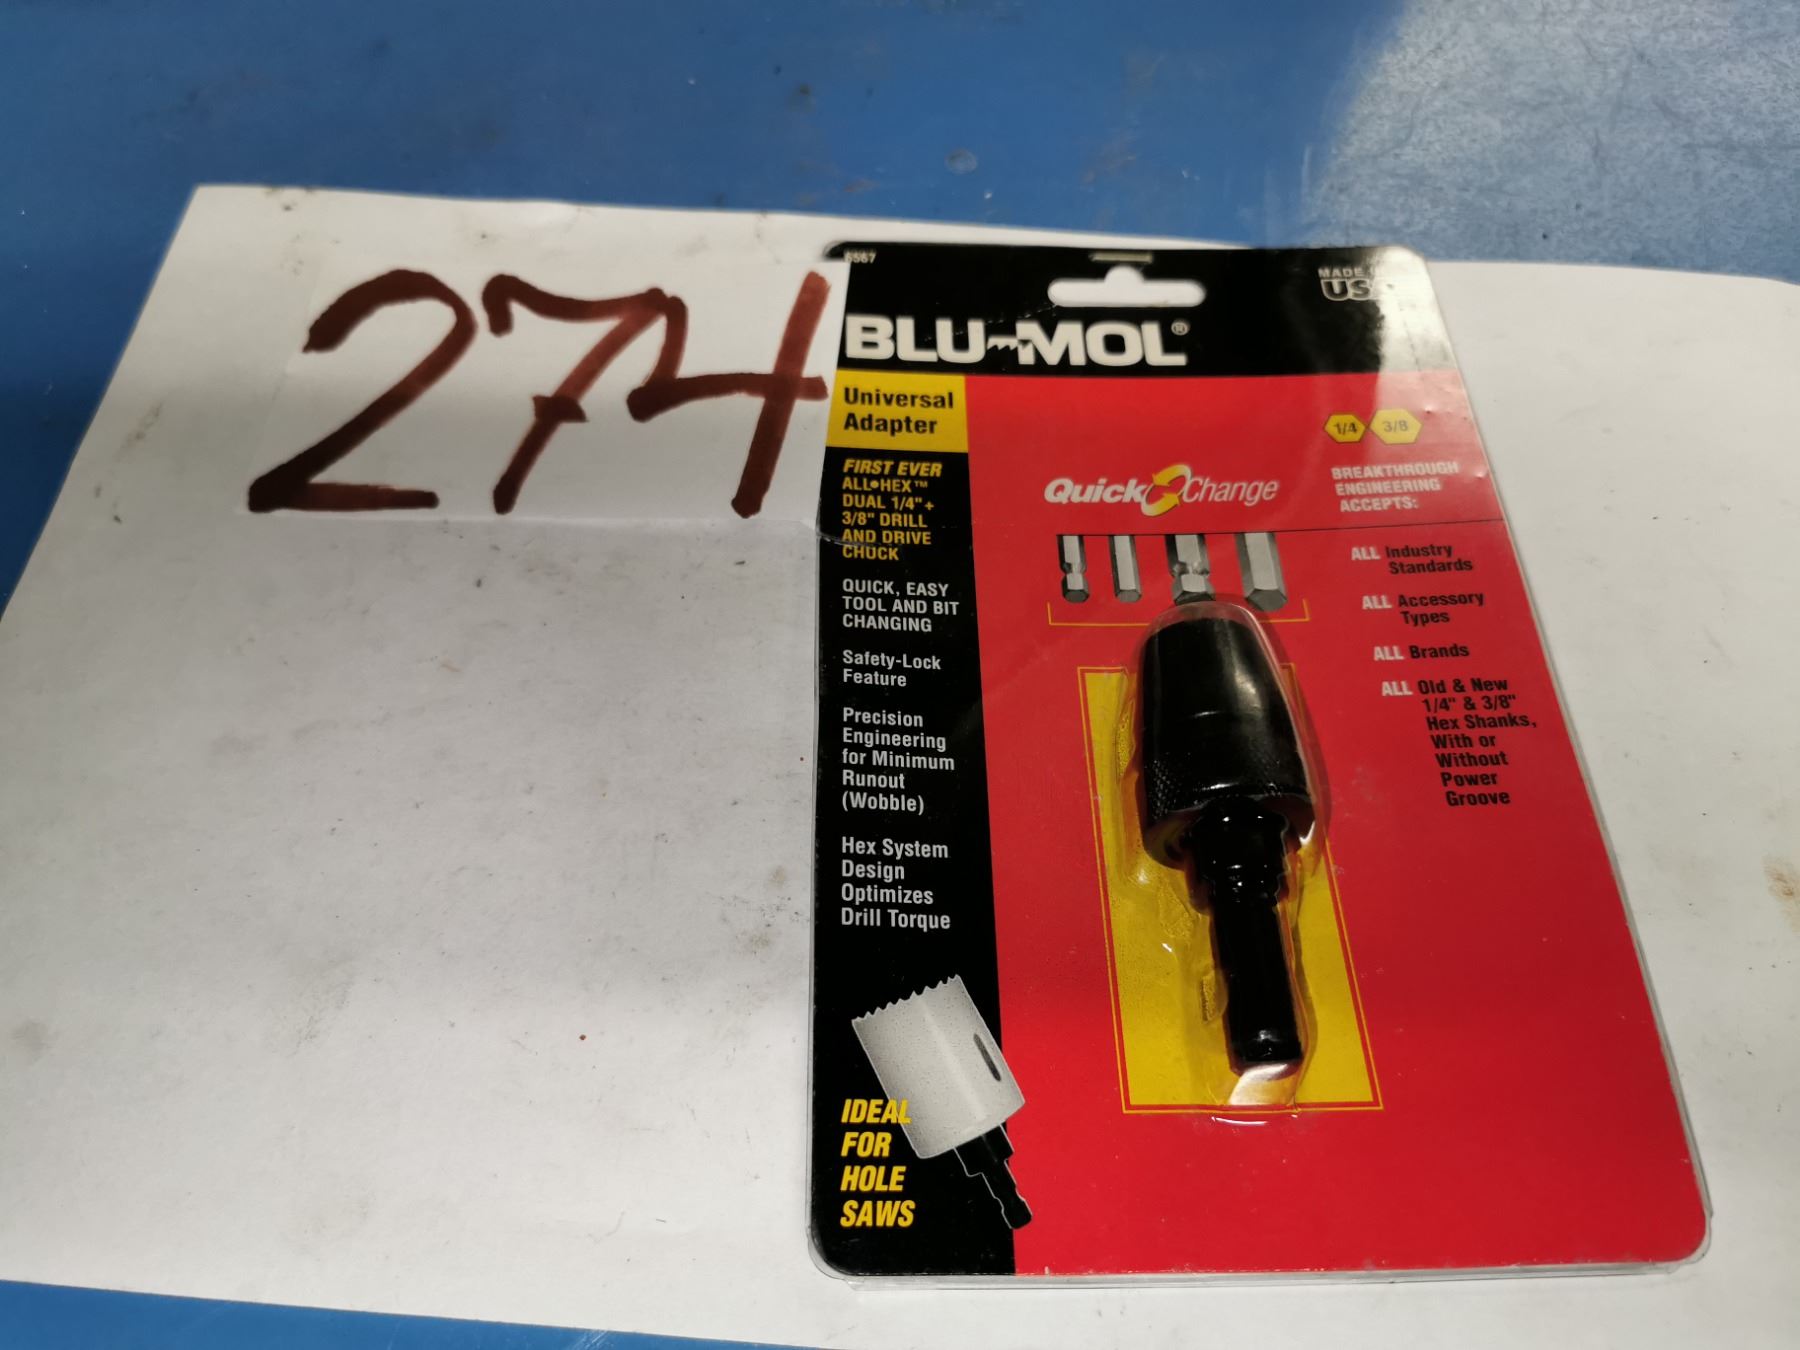 274
6567
MADE IN
USA
BLU-MOL®
Universal
Adapter
FIRST EVER
ALL•HEX™
DUAL 1/4" +
3/8" DRILL
AND DRIVE
CHUCK
QUICK, EASY
TOOL AND BIT
CHANGING
Safety-Lock
Feature
Precision
Engineering
for Minimum
Runout
(Wobble)
Hex System
Design
Optimizes
Drill Torque
IDEAL
FOR
HOLE
SAWS
1/4 3/8
Quick Change
BREAKTHROUGH
ENGINEERING
ACCEPTS:
ALL Industry
Standards
ALL Accessory
Types
ALL Brands
ALL Old & New
1/4" & 3/8"
Hex Shanks,
With or
Without
Power
Groove